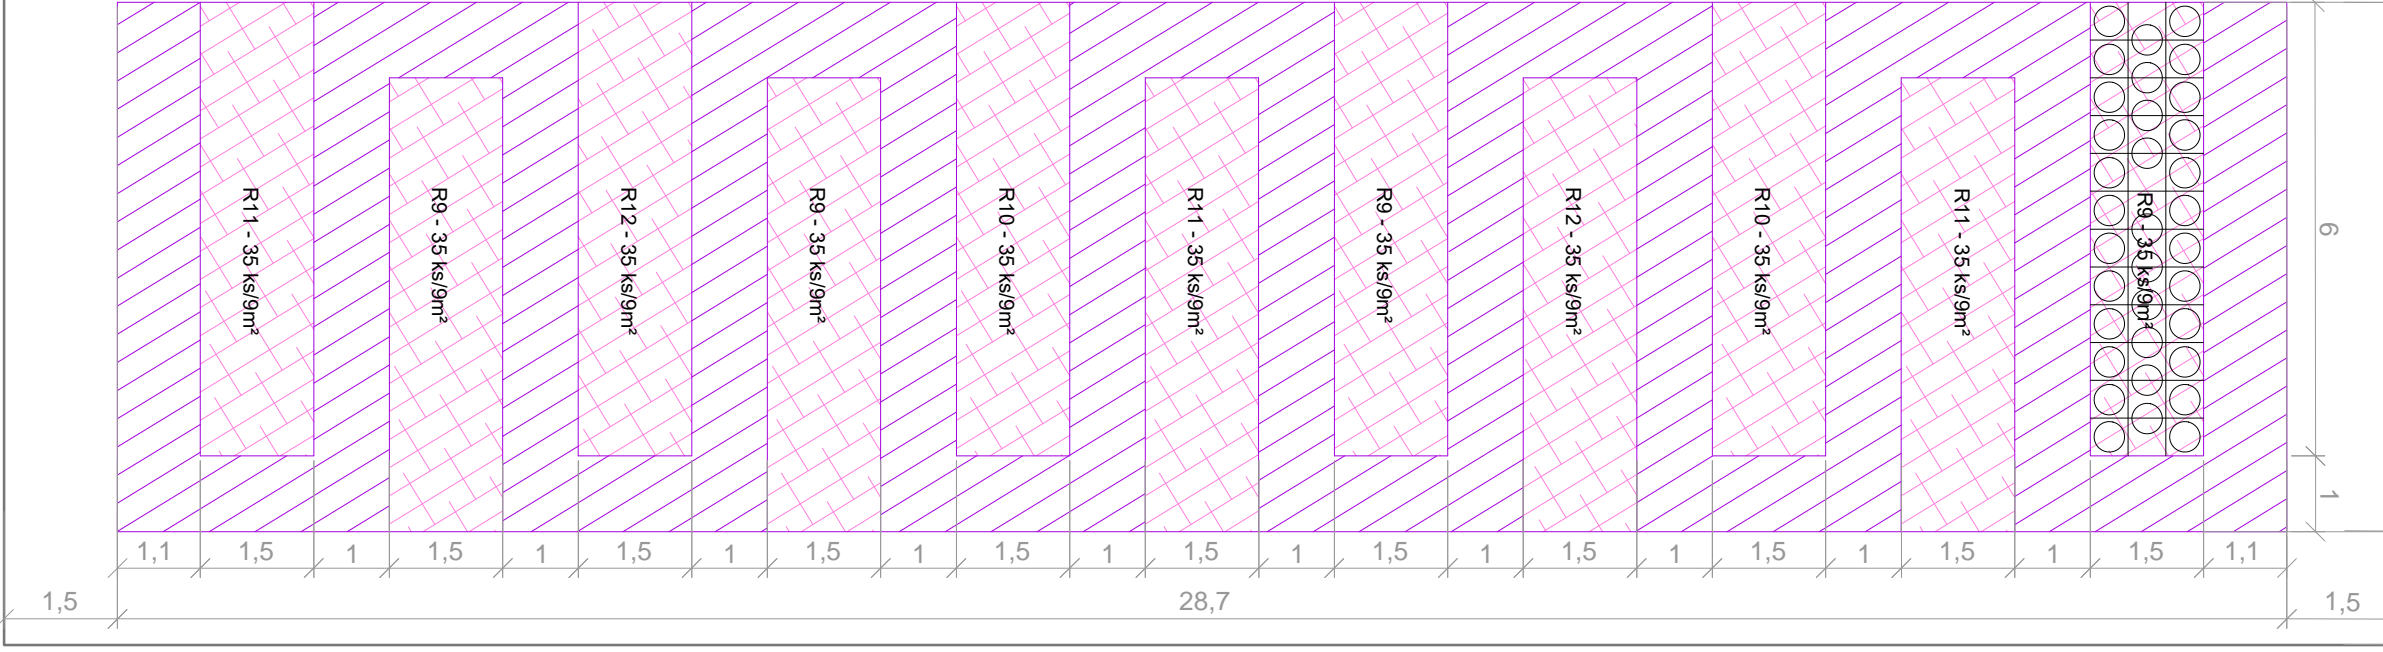 R11 - 35 ks/9m²
R9 - 35 ks/9m²
R12 - 35 ks/9m²
R9 - 35 ks/9m²
R10 - 35 ks/9m²
R11 - 35 ks/9m²
R9 - 35 ks/9m²
R12 - 35 ks/9m²
R10 - 35 ks/9m²
R11 - 35 ks/9m²
R9 - 35 ks/9m²
6
1
1,1 1,5 1 1,5 1 1,5 1 1,5 1 1,5 1 1,5 1 1,5 1 1,5 1 1,5 1 1,5 1 1,5 1,1
1,5 28,7 1,5